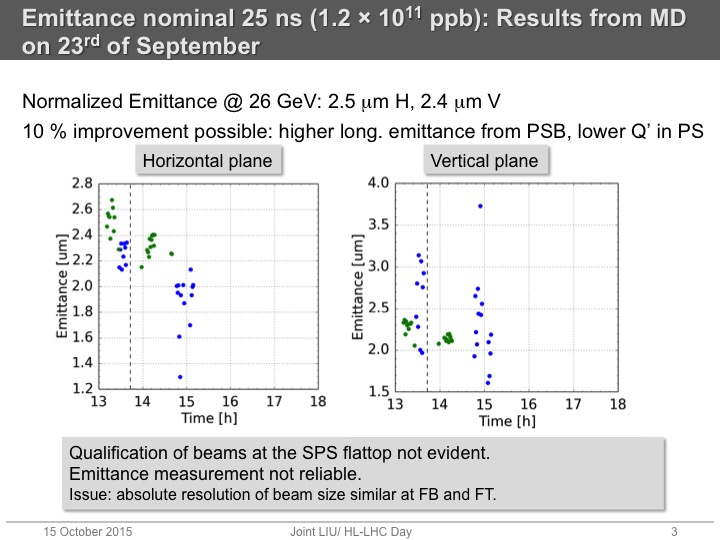 Emittance nominal 25 ns (1.2 × 10¹¹ ppb): Results from MD
on 23ʳᵈ of September
Normalized Emittance @ 26 GeV: 2.5 μm H, 2.4 μm V
10 % improvement possible: higher long. emittance from PSB, lower Q’ in PS
Horizontal plane
2.8
2.6
2.4
2.2
2.0
1.8
1.6
1.4
1.2
Emittance [um]
13 14 15 16 17 18
Time [h]
Vertical plane
4.0
3.5
3.0
2.5
2.0
1.5
Emittance [um]
13 14 15 16 17 18
Time [h]
Qualification of beams at the SPS flattop not evident.
Emittance measurement not reliable.
Issue: absolute resolution of beam size similar at FB and FT.
15 October 2015 Joint LIU/ HL-LHC Day 3